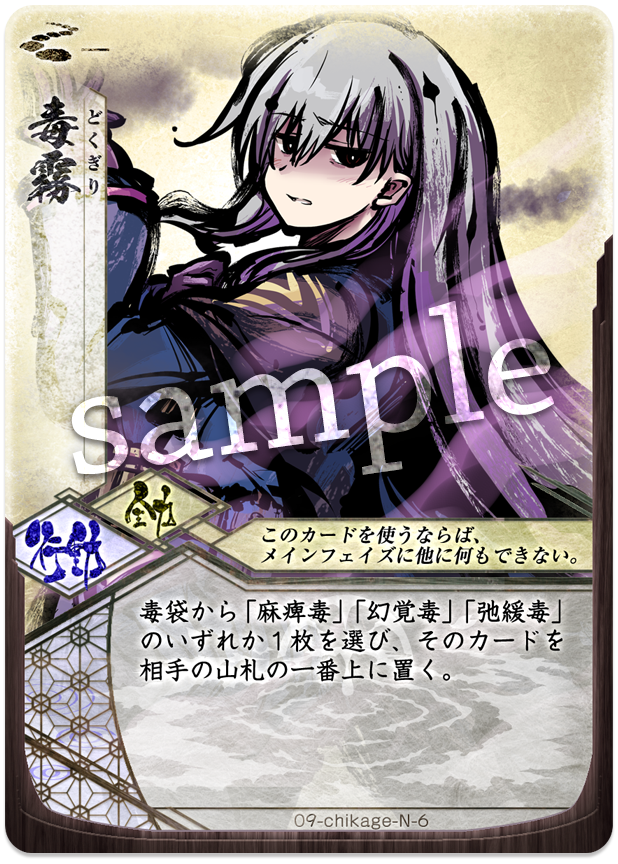 毒霧
どくぎり
sample
行動
全力
このカードを使うならば、
メインフェイズに他に何もできない。
毒袋から「麻痺毒」「幻覚毒」「弛緩毒」
のいずれか1枚を選び、そのカードを
相手の山札の一番上に置く。
09-chikage-N-6